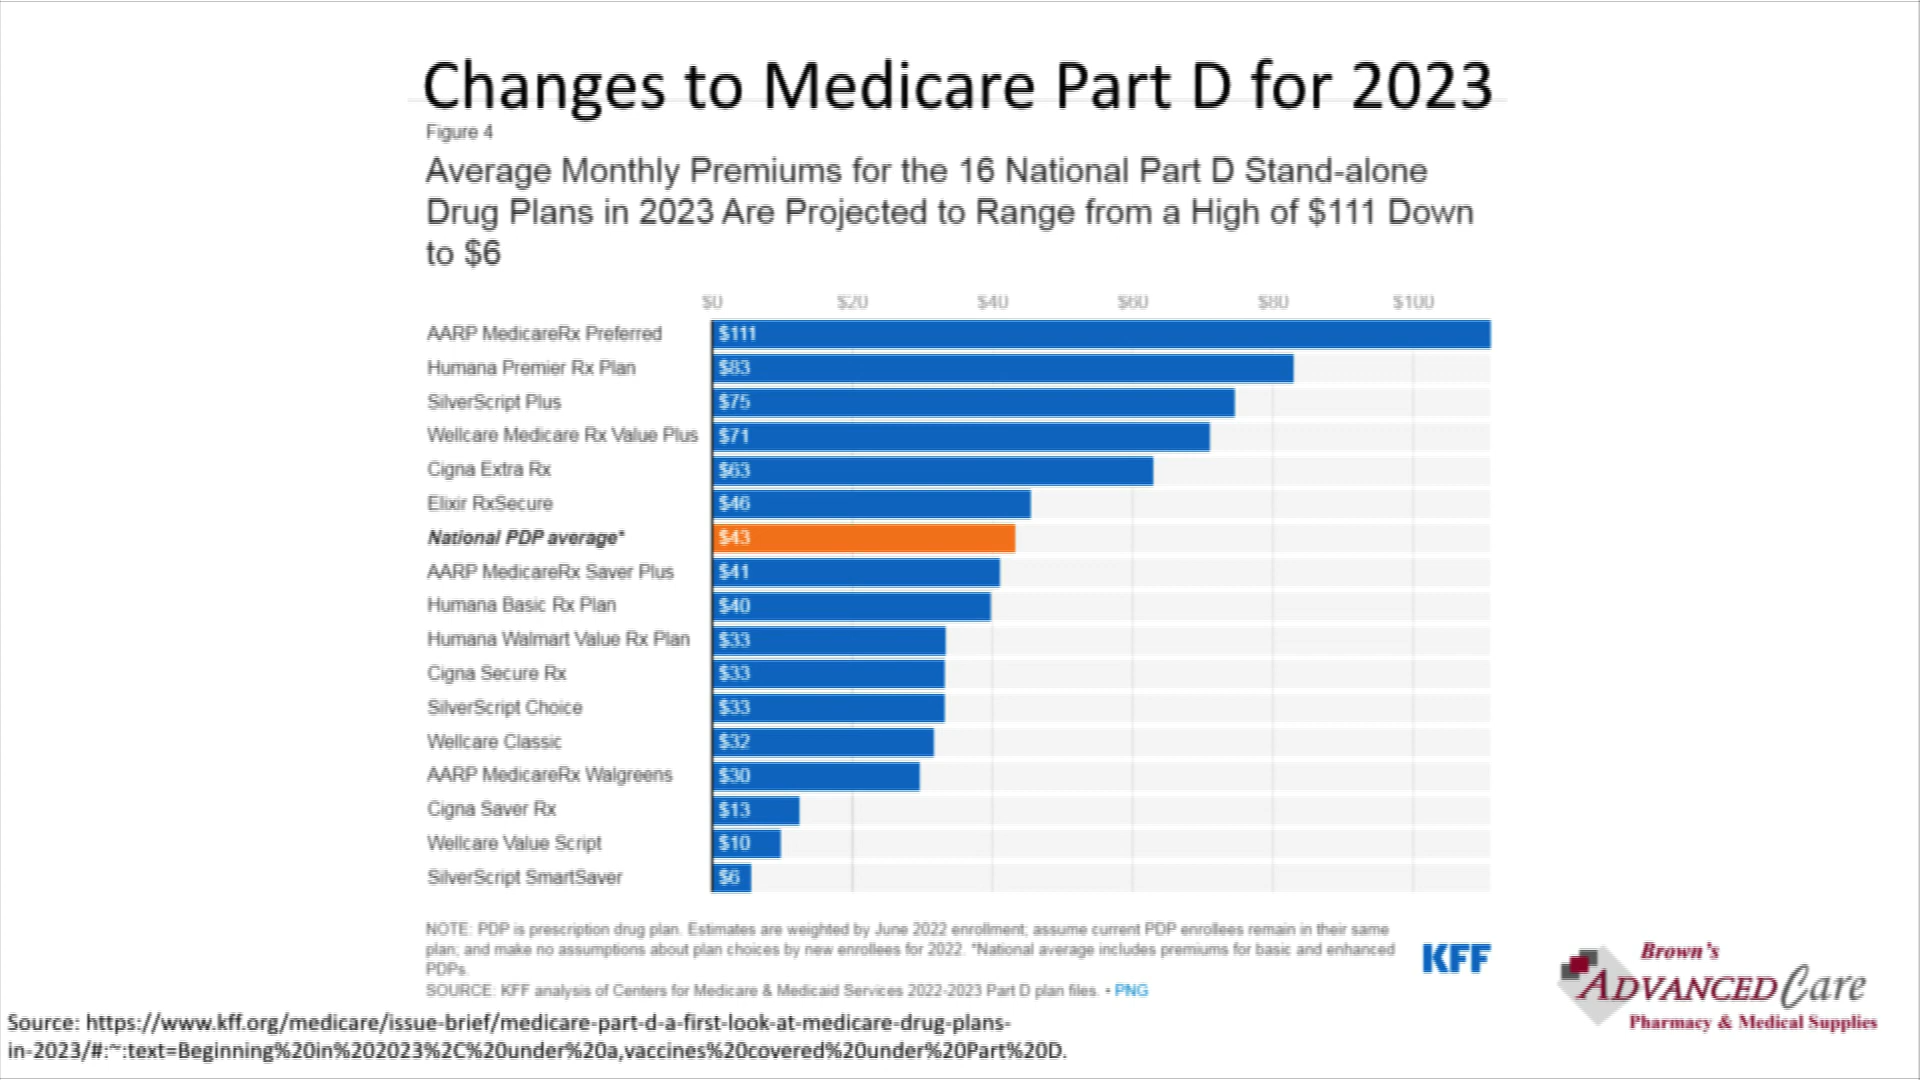 Changes to Medicare Part D for 2023
Figure 4
Average Monthly Premiums for the 16 National Part D Stand-alone
Drug Plans in 2023 Are Projected to Range from a High of $111 Down
to $6
$0 $20 $40 $60 $80 $100
AARP MedicareRx Preferred $111
Humana Premier Rx Plan $83
SilverScript Plus $75
Wellcare Medicare Rx Value Plus $71
Cigna Extra Rx $63
Elixir RxSecure $46
National PDP average* $43
AARP MedicareRx Saver Plus $41
Humana Basic Rx Plan $40
Humana Walmart Value Rx Plan $33
Cigna Secure Rx $33
SilverScript Choice $33
Wellcare Classic $32
AARP MedicareRx Walgreens $30
Cigna Saver Rx $13
Wellcare Value Script $10
SilverScript SmartSaver $6
NOTE: PDP is prescription drug plan. Estimates are weighted by June 2022 enrollment; assume current PDP enrollees remain in their same
plan; and make no assumptions about plan choices by new enrollees for 2022. *National average includes premiums for basic and enhanced
PDPs.
SOURCE: KFF analysis of Centers for Medicare & Medicaid Services 2022-2023 Part D plan files. • PNG
KFF
Brown's
ADVANCED Care
Pharmacy & Medical Supplies
Source: https://www.kff.org/medicare/issue-brief/medicare-part-d-a-first-look-at-medicare-drug-plans-
in-2023/#:~:text=Beginning%20in%202023%2C%20under%20a,vaccines%20covered%20under%20Part%20D.